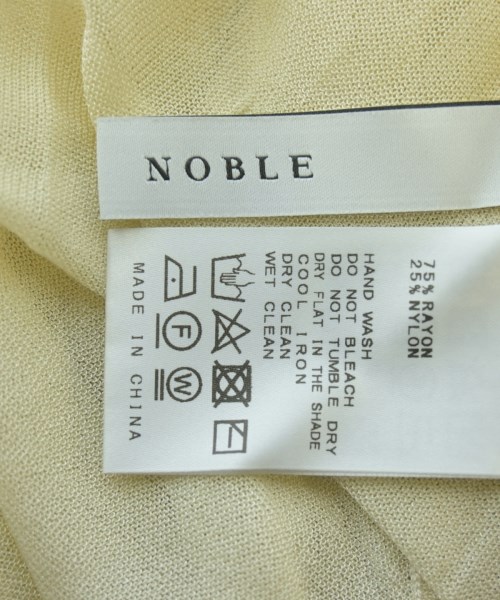 NOBLE
75% RAYON
25% NYLON
HAND WASH
DO NOT BLEACH
DO NOT TUMBLE DRY
DRY FLAT IN THE SHADE
COOL IRON
DRY CLEAN
WET CLEAN
F
W
MADE IN CHINA